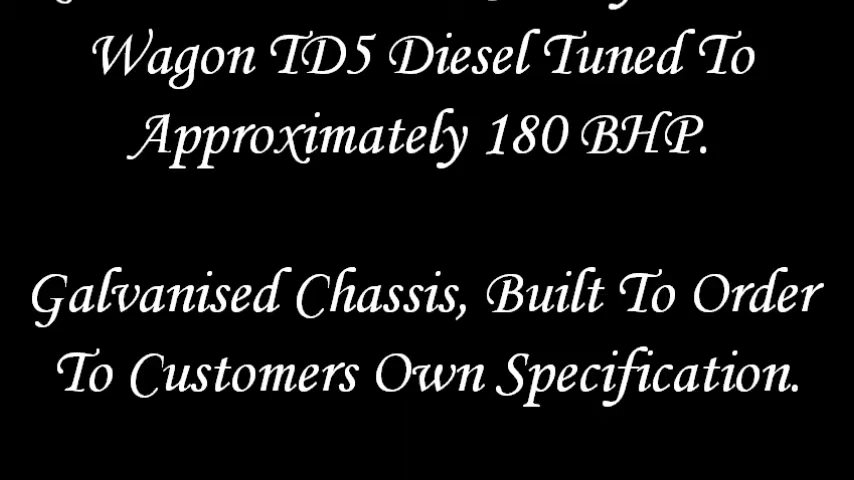 Wagon TD5 Diesel Tuned To
Approximately 180 BHP.
Galvanised Chassis, Built To Order
To Customers Own Specification.